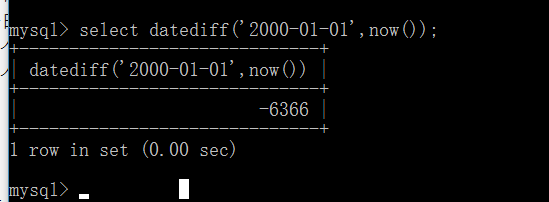 mysql> select datediff('2000-01-01',now());
+------------------------------+
| datediff('2000-01-01',now()) |
+------------------------------+
|                        -6366 |
+------------------------------+
1 row in set (0.00 sec)
mysql>